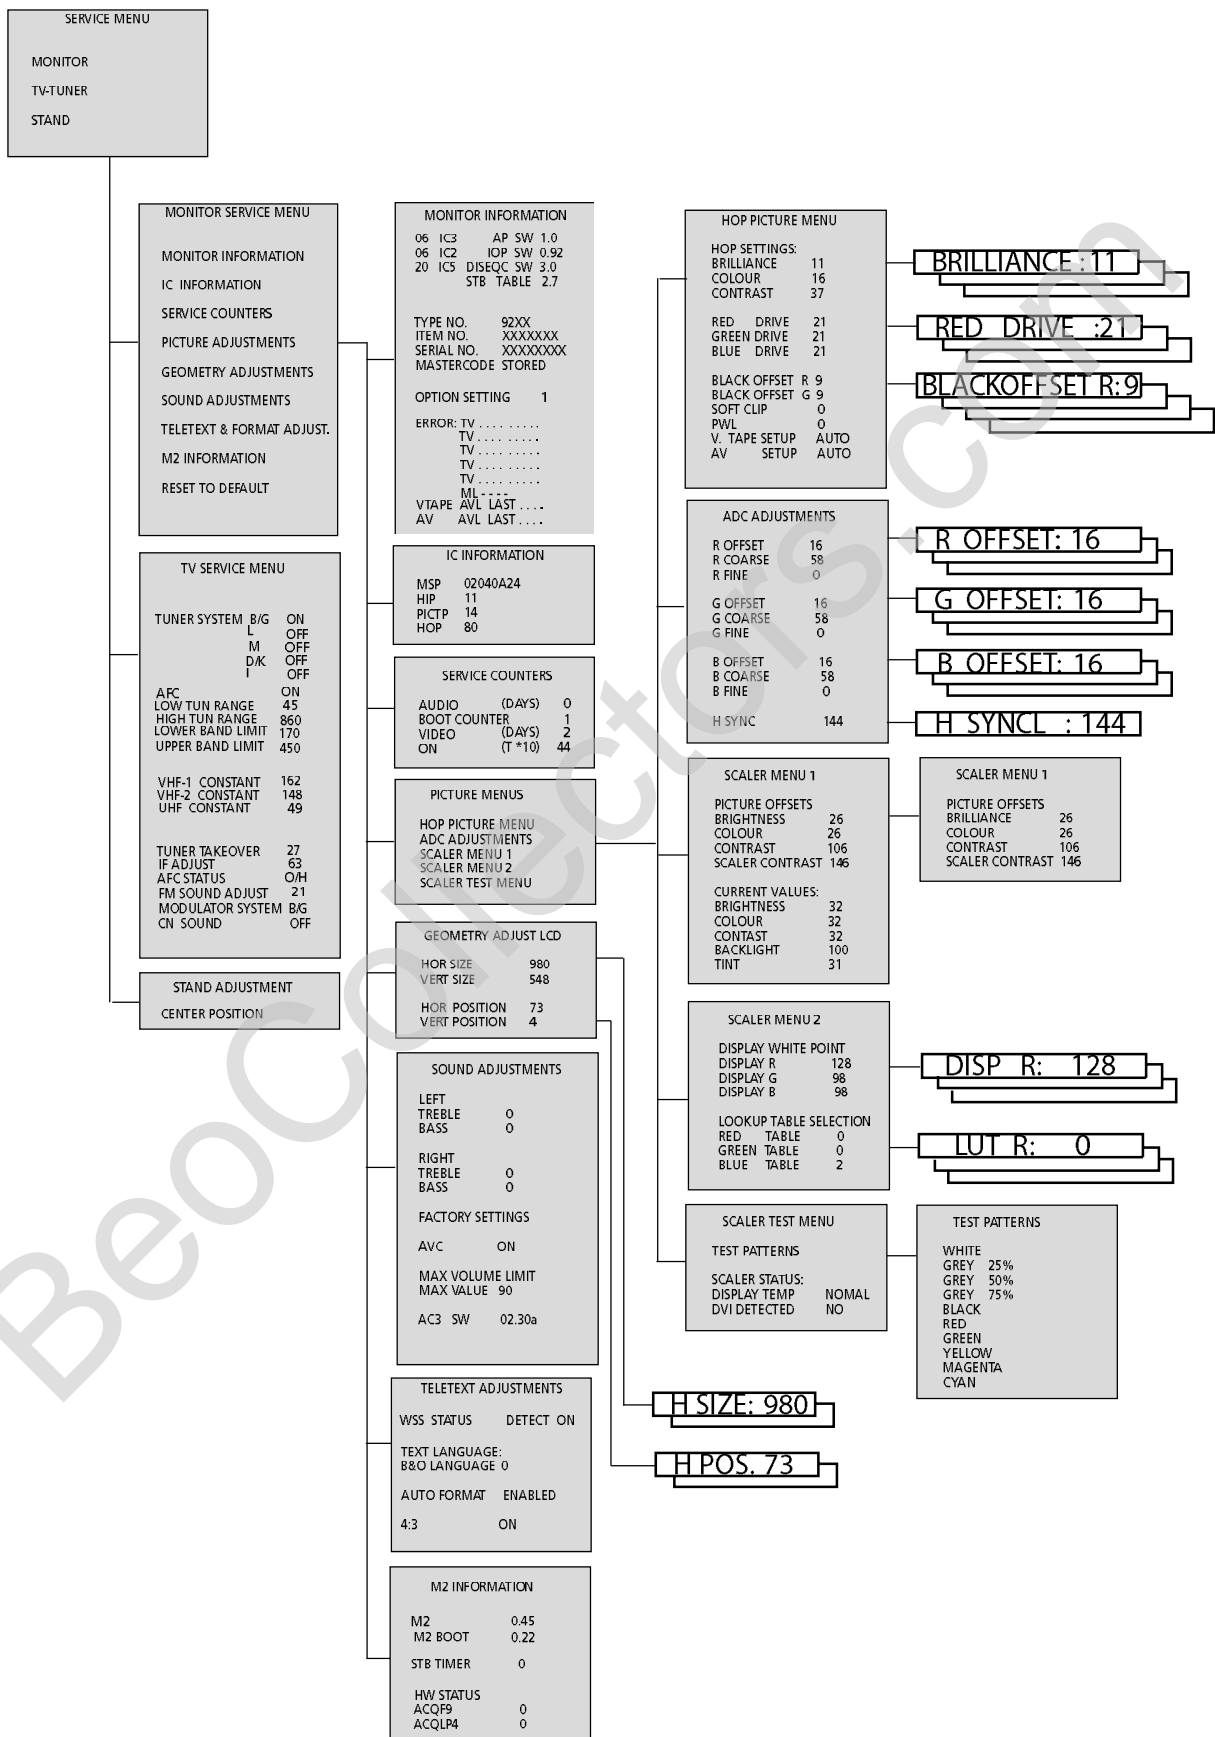 SERVICE MENU
MONITOR
TV-TUNER
STAND
MONITOR SERVICE MENU
MONITOR INFORMATION
IC INFORMATION
SERVICE COUNTERS
PICTURE ADJUSTMENTS
GEOMETRY ADJUSTMENTS
SOUND ADJUSTMENTS
TELETEXT & FORMAT ADJUST.
M2 INFORMATION
RESET TO DEFAULT
TV SERVICE MENU
TUNER SYSTEM B/G ON
L OFF
M OFF
D/K OFF
I OFF
AFC ON
LOW TUN RANGE 45
HIGH TUN RANGE 860
LOWER BAND LIMIT 170
UPPER BAND LIMIT 450
VHF-1 CONSTANT 162
VHF-2 CONSTANT 148
UHF CONSTANT 49
TUNER TAKEOVER 27
IF ADJUST 63
AFC STATUS O/H
FM SOUND ADJUST 21
MODULATOR SYSTEM B/G
CN SOUND OFF
STAND ADJUSTMENT
CENTER POSITION
MONITOR INFORMATION
06 IC3 AP SW 1.0
06 IC2 IOP SW 0.92
20 IC5 DISEQC SW 3.0
STB TABLE 2.7
TYPE NO. 92XX
ITEM NO. XXXXXXX
SERIAL NO. XXXXXXXX
MASTERCODE STORED
OPTION SETTING 1
ERROR: TV . . . . . . . . .
TV . . . . . . . . .
TV . . . . . . . . .
TV . . . . . . . . .
TV . . . . . . . . .
ML - - - -
VTAPE AVL LAST . . . .
AV AVL LAST . . . .
IC INFORMATION
MSP 02040A24
HIP 11
PICTP 14
HOP 80
SERVICE COUNTERS
AUDIO (DAYS) 0
BOOT COUNTER 1
VIDEO (DAYS) 2
ON (T *10) 44
PICTURE MENUS
HOP PICTURE MENU
ADC ADJUSTMENTS
SCALER MENU 1
SCALER MENU 2
SCALER TEST MENU
GEOMETRY ADJUST LCD
HOR SIZE 980
VERT SIZE 548
HOR POSITION 73
VERT POSITION 4
SOUND ADJUSTMENTS
LEFT
TREBLE 0
BASS 0
RIGHT
TREBLE 0
BASS 0
FACTORY SETTINGS
AVC ON
MAX VOLUME LIMIT
MAX VALUE 90
AC3 SW 02.30a
TELETEXT ADJUSTMENTS
WSS STATUS DETECT ON
TEXT LANGUAGE:
B&O LANGUAGE 0
AUTO FORMAT ENABLED
4:3 ON
M2 INFORMATION
M2 0.45
M2 BOOT 0.22
STB TIMER 0
HW STATUS
ACQF9 0
ACQLP4 0
HOP PICTURE MENU
HOP SETTINGS:
BRILLIANCE 11
COLOUR 16
CONTRAST 37
RED DRIVE 21
GREEN DRIVE 21
BLUE DRIVE 21
BLACK OFFSET R 9
BLACK OFFSET G 9
SOFT CLIP 0
PWL 0
V. TAPE SETUP AUTO
AV SETUP AUTO
ADC ADJUSTMENTS
R OFFSET 16
R COARSE 58
R FINE 0
G OFFSET 16
G COARSE 58
G FINE 0
B OFFSET 16
B COARSE 58
B FINE 0
H SYNC 144
SCALER MENU 1
PICTURE OFFSETS
BRIGHTNESS 26
COLOUR 26
CONTRAST 106
SCALER CONTRAST 146
CURRENT VALUES:
BRIGHTNESS 32
COLOUR 32
CONTAST 32
BACKLIGHT 100
TINT 31
SCALER MENU 2
DISPLAY WHITE POINT
DISPLAY R 128
DISPLAY G 98
DISPLAY B 98
LOOKUP TABLE SELECTION
RED TABLE 0
GREEN TABLE 0
BLUE TABLE 2
SCALER TEST MENU
TEST PATTERNS
SCALER STATUS:
DISPLAY TEMP NOMAL
DVI DETECTED NO
H SIZE: 980
H POS. 73
BRILLIANCE : 11
RED DRIVE :21
BLACKOFFSET R: 9
R OFFSET: 16
G OFFSET: 16
B OFFSET: 16
H SYNCL : 144
SCALER MENU 1
PICTURE OFFSETS
BRILLIANCE 26
COLOUR 26
CONTRAST 106
SCALER CONTRAST 146
DISP R: 128
LUT R: 0
TEST PATTERNS
WHITE
GREY 25%
GREY 50%
GREY 75%
BLACK
RED
GREEN
YELLOW
MAGENTA
CYAN
BeoCollectors.com